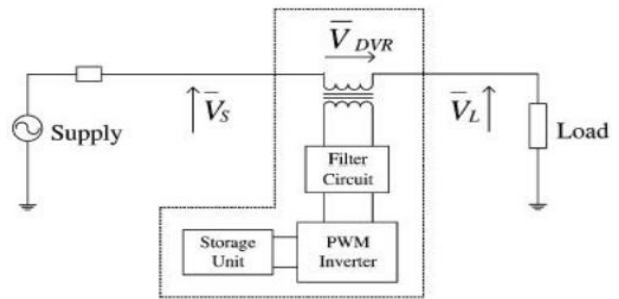 V̅ DVR
V̅S
V̅L
Supply
Load
Filter
Circuit
Storage
Unit
PWM
Inverter